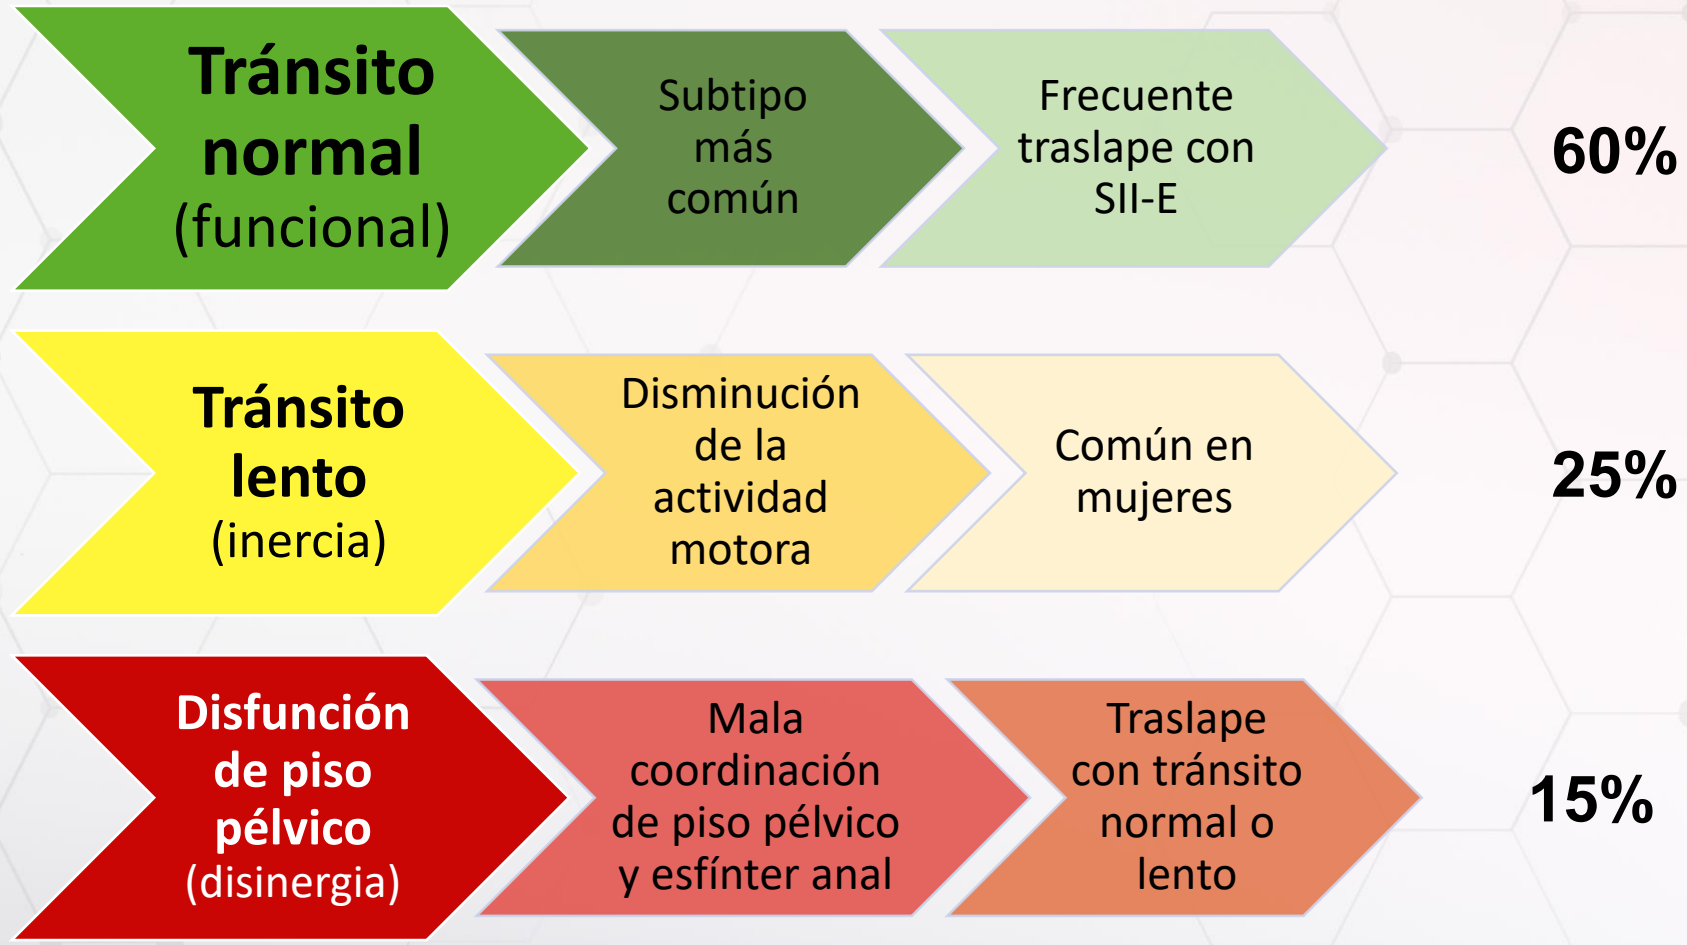 Tránsito
normal
(funcional)
Subtipo
más
común
Frecuente
traslape con
SII-E
60%
Tránsito
lento
(inercia)
Disminución
de la
actividad
motora
Común en
mujeres
25%
Disfunción
de piso
pélvico
(disinergia)
Mala
coordinación
de piso pélvico
y esfínter anal
Traslape
con tránsito
normal o
lento
15%